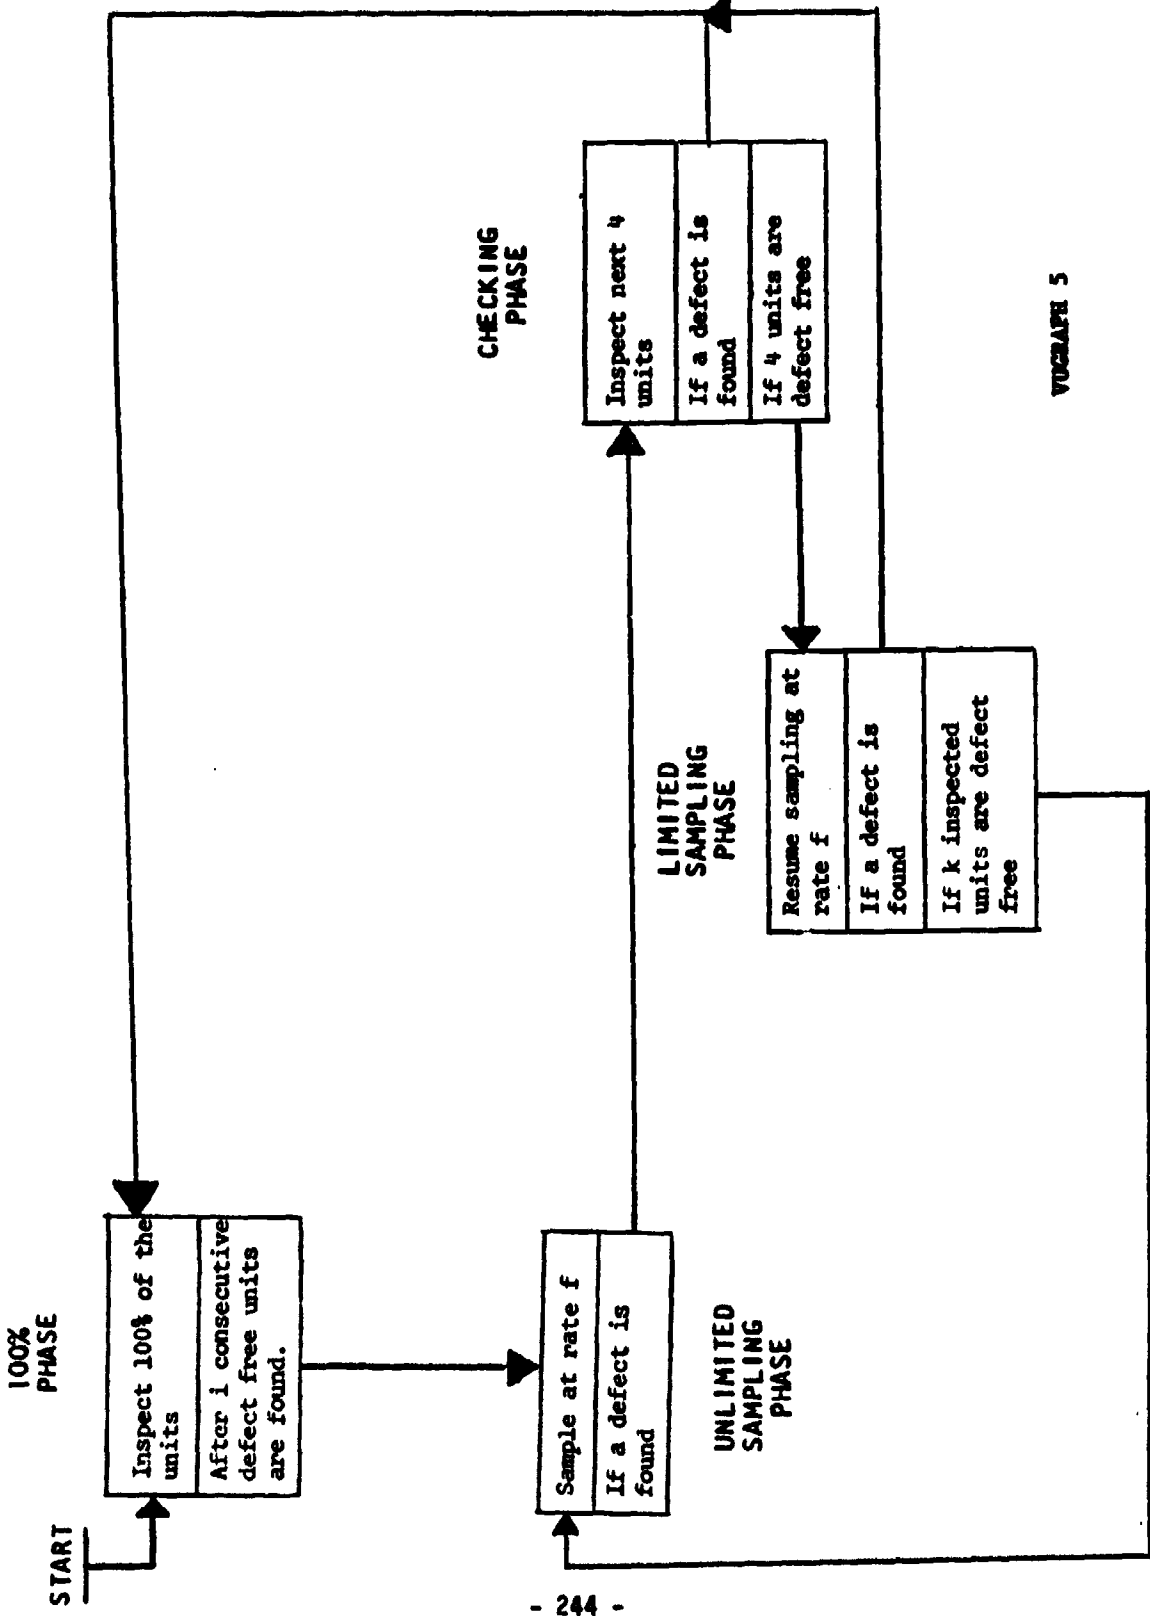 START
100%
PHASE
Inspect 100% of the
units
After i consecutive
defect free units
are found.
Sample at rate f
If a defect is
found
UNLIMITED
SAMPLING
PHASE
CHECKING
PHASE
Inspect next 4
units
If a defect is
found
If 4 units are
defect free
LIMITED
SAMPLING
PHASE
Resume sampling at
rate f
If a defect is
found
If k inspected
units are defect
free
VUGRAPH 5
- 244 -